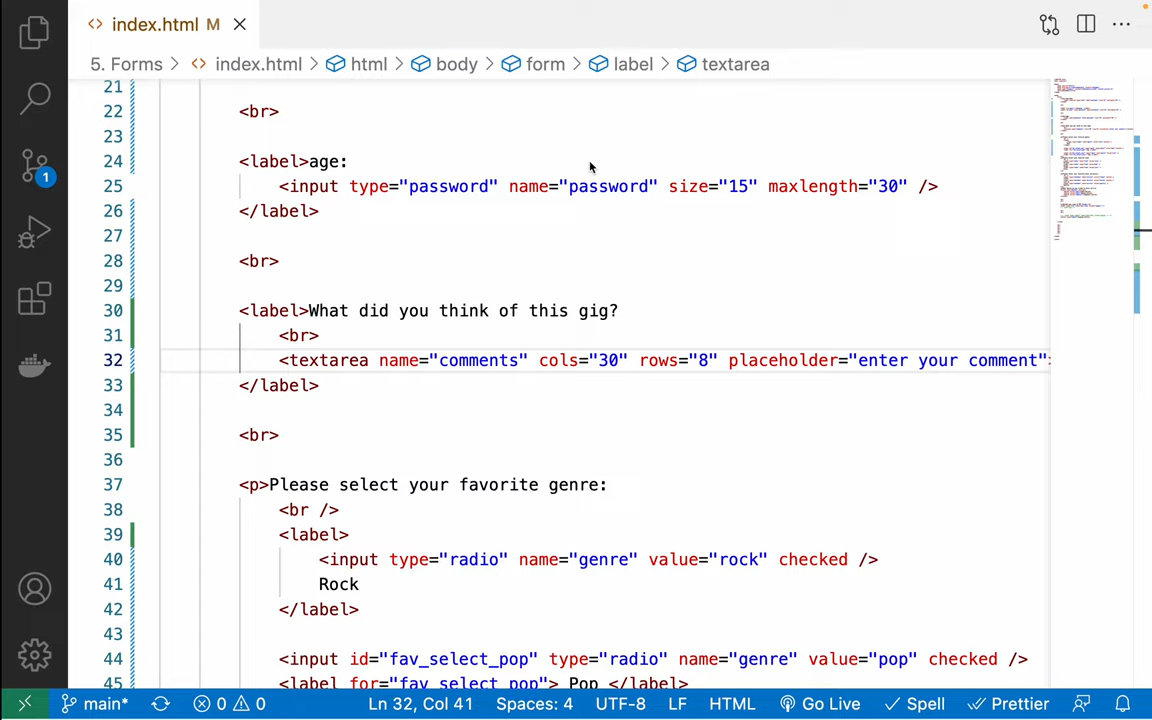 <> index.html M ×
5. Forms > <> index.html > html > body > form > label > textarea
21
22 <br>
23
24 <label>age:
25 <input type="password" name="password" size="15" maxlength="30" />
26 </label>
27
28 <br>
29
30 <label>What did you think of this gig?
31 <br>
32 <textarea name="comments" cols="30" rows="8" placeholder="enter your comment">
33 </label>
34
35 <br>
36
37 <p>Please select your favorite genre:
38 <br />
39 <label>
40 <input type="radio" name="genre" value="rock" checked />
41 Rock
42 </label>
43
44 <input id="fav_select_pop" type="radio" name="genre" value="pop" checked />
45 <label for="fav_select_pop"> Pop </label>
1
main* 0 0 Ln 32, Col 41 Spaces: 4 UTF-8 LF HTML Go Live Spell Prettier